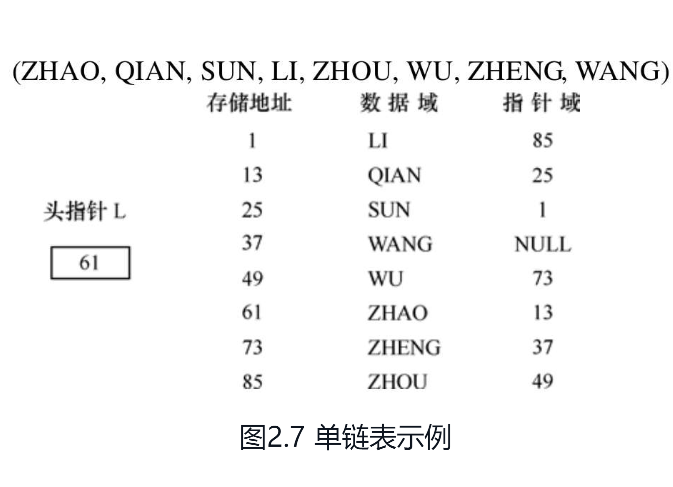 (ZHAO, QIAN, SUN, LI, ZHOU, WU, ZHENG, WANG)
存储地址 数据域 指针域
1 LI 85
13 QIAN 25
头指针 L 25 SUN 1
37 WANG NULL
61
49 WU 73
61 ZHAO 13
73 ZHENG 37
85 ZHOU 49
图2.7 单链表示例